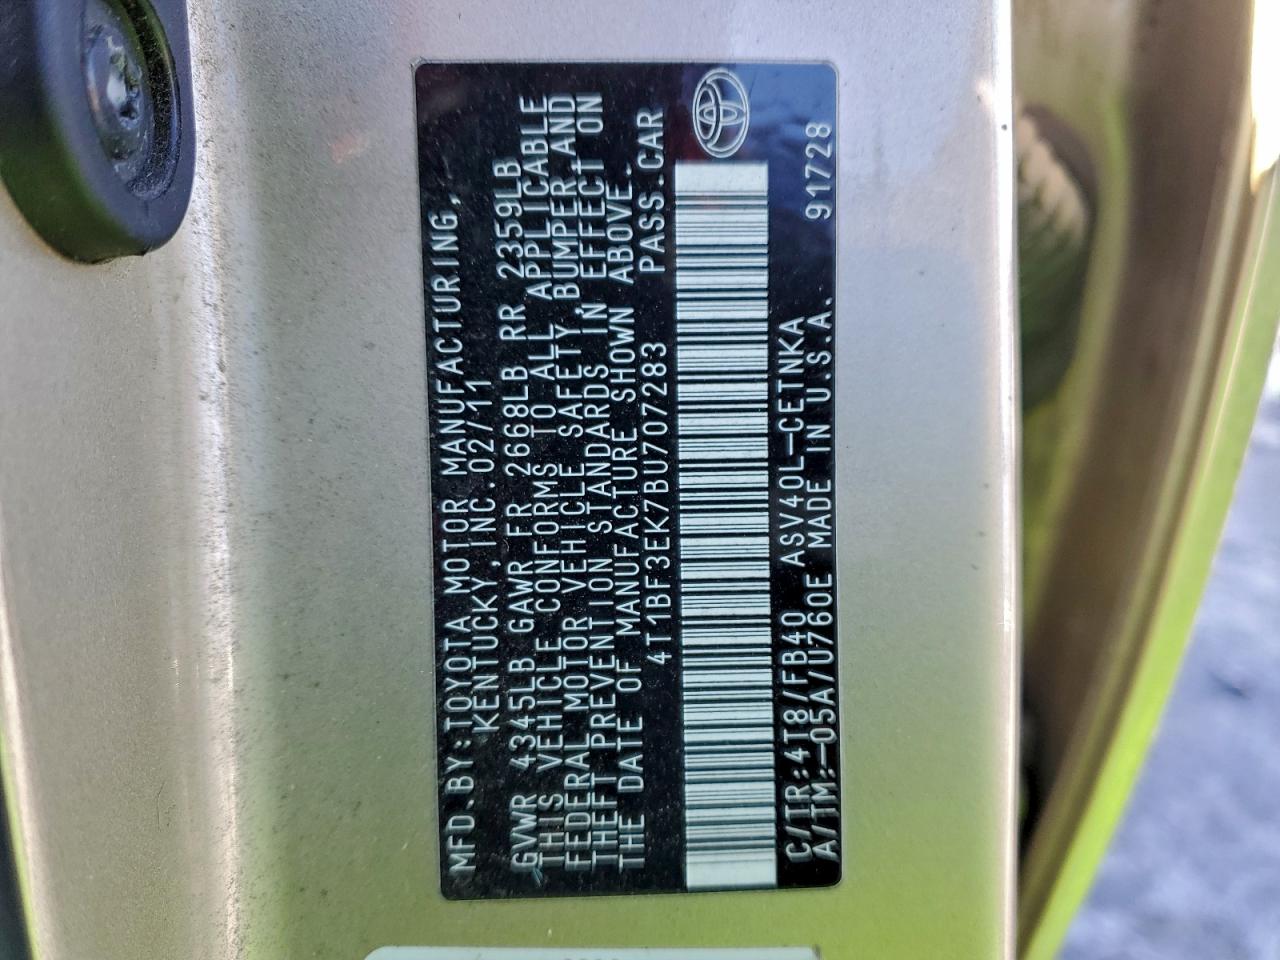 MFD.BY:TOYOTA MOTOR MANUFACTURING,
KENTUCKY,INC.02/11
GVWR 4345LB GAWR FR 2668LB RR 2359LB
THIS VEHICLE CONFORMS TO ALL APPLICABLE
FEDERAL MOTOR VEHICLE SAFETY,BUMPER,AND
THEFT PREVENTION STANDARDS IN EFFECT ON
THE DATE OF MANUFACTURE SHOWN ABOVE.
4T1BF3EK7BU707283 PASS.CAR
C/TR:4T8/FB40 ASV40L-CETNKA
A/TM:-05A/U760E MADE IN U.S.A. 91728